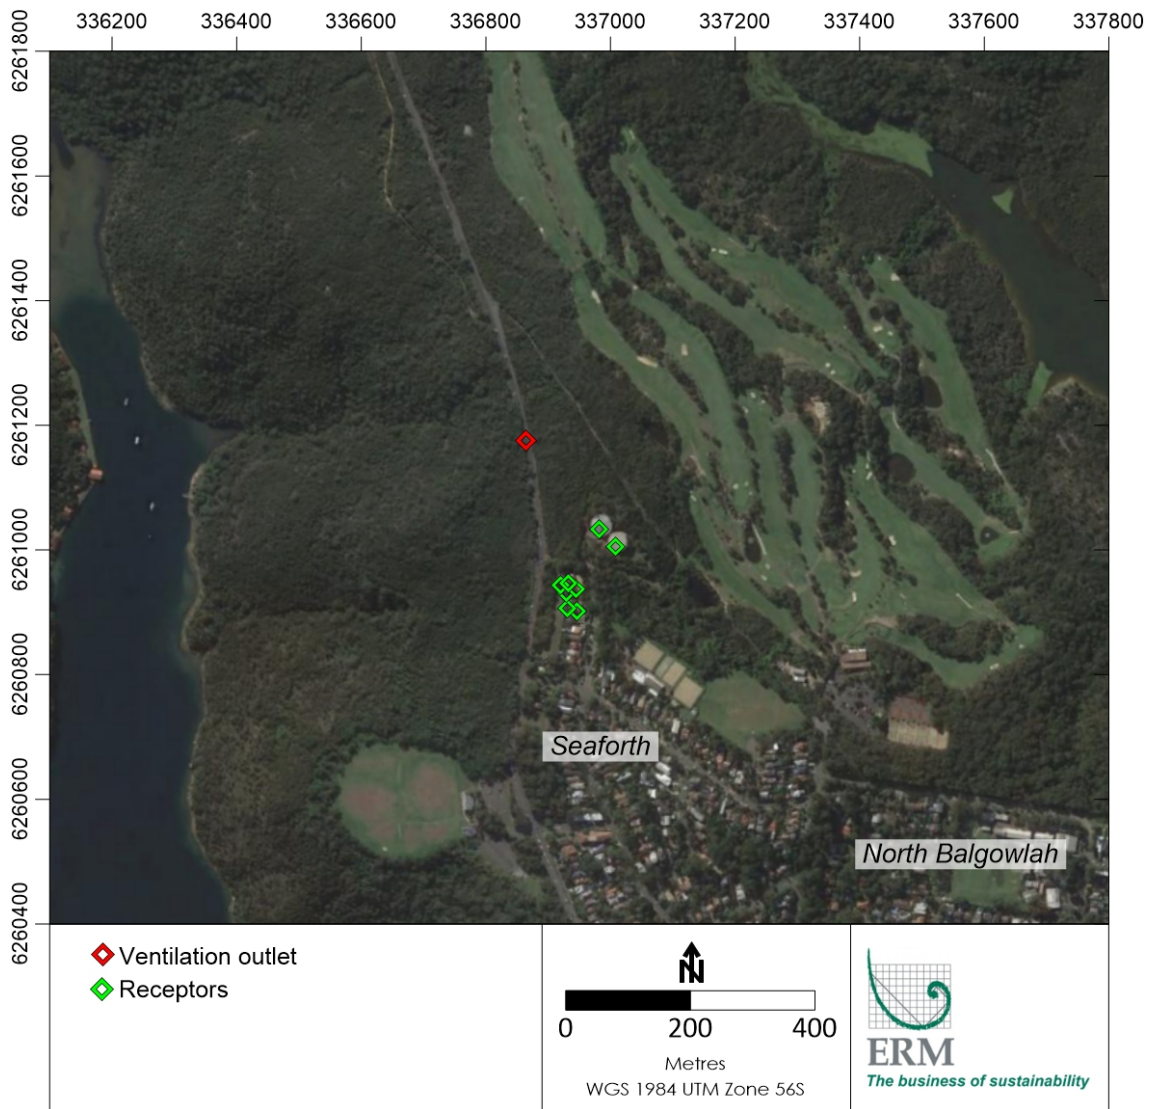 336200 336400 336600 336800 337000 337200 337400 337600 337800
6261800
6261600
6261400
6261200
6261000
6260800
6260600
6260400
Seaforth
North Balgowlah
Ventilation outlet
Receptors
N
0 200 400
Metres
WGS 1984 UTM Zone 56S
ERM
The business of sustainability